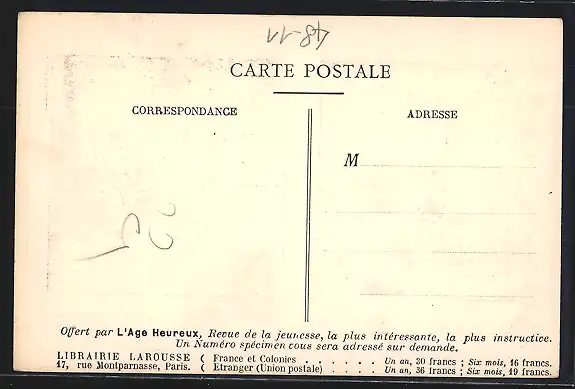 48-11
CARTE POSTALE
CORRESPONDANCE
ADRESSE
M
Offert par L'Age Heureux, Revue de la jeunesse, la plus intéressante, la plus instructive.
Un Numéro spécimen vous sera adressé sur demande.
LIBRAIRIE LAROUSSE ( France et Colonies . . . . . . Un an, 30 francs ; Six mois, 16 francs.
17, rue Montparnasse, Paris. ( Etranger (Union postale) . . . . . . Un an, 36 francs ; Six mois, 19 francs.